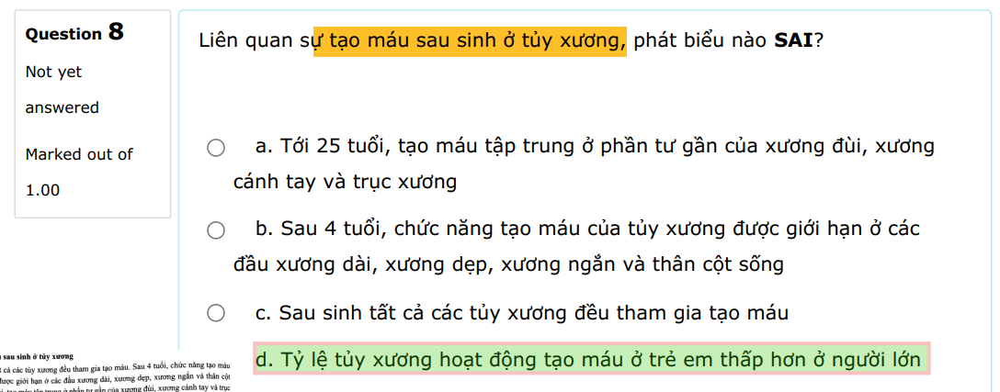 Question 8
Not yet
answered
Marked out of
1.00
Liên quan sự tạo máu sau sinh ở tủy xương, phát biểu nào SAI?
a. Tới 25 tuổi, tạo máu tập trung ở phần tư gần của xương đùi, xương
cánh tay và trục xương
b. Sau 4 tuổi, chức năng tạo máu của tủy xương được giới hạn ở các
đầu xương dài, xương dẹp, xương ngắn và thân cột sống
c. Sau sinh tất cả các tủy xương đều tham gia tạo máu
d. Tỷ lệ tủy xương hoạt động tạo máu ở trẻ em thấp hơn ở người lớn
sau sinh ở tủy xương
cả các tủy xương đều tham gia tạo máu. Sau 4 tuổi, chức năng tạo máu
được giới hạn ở các đầu xương dài, xương dẹp, xương ngắn và thân cột
tạo máu tập trung ở phần tư gần của xương đùi, xương cánh tay và trục